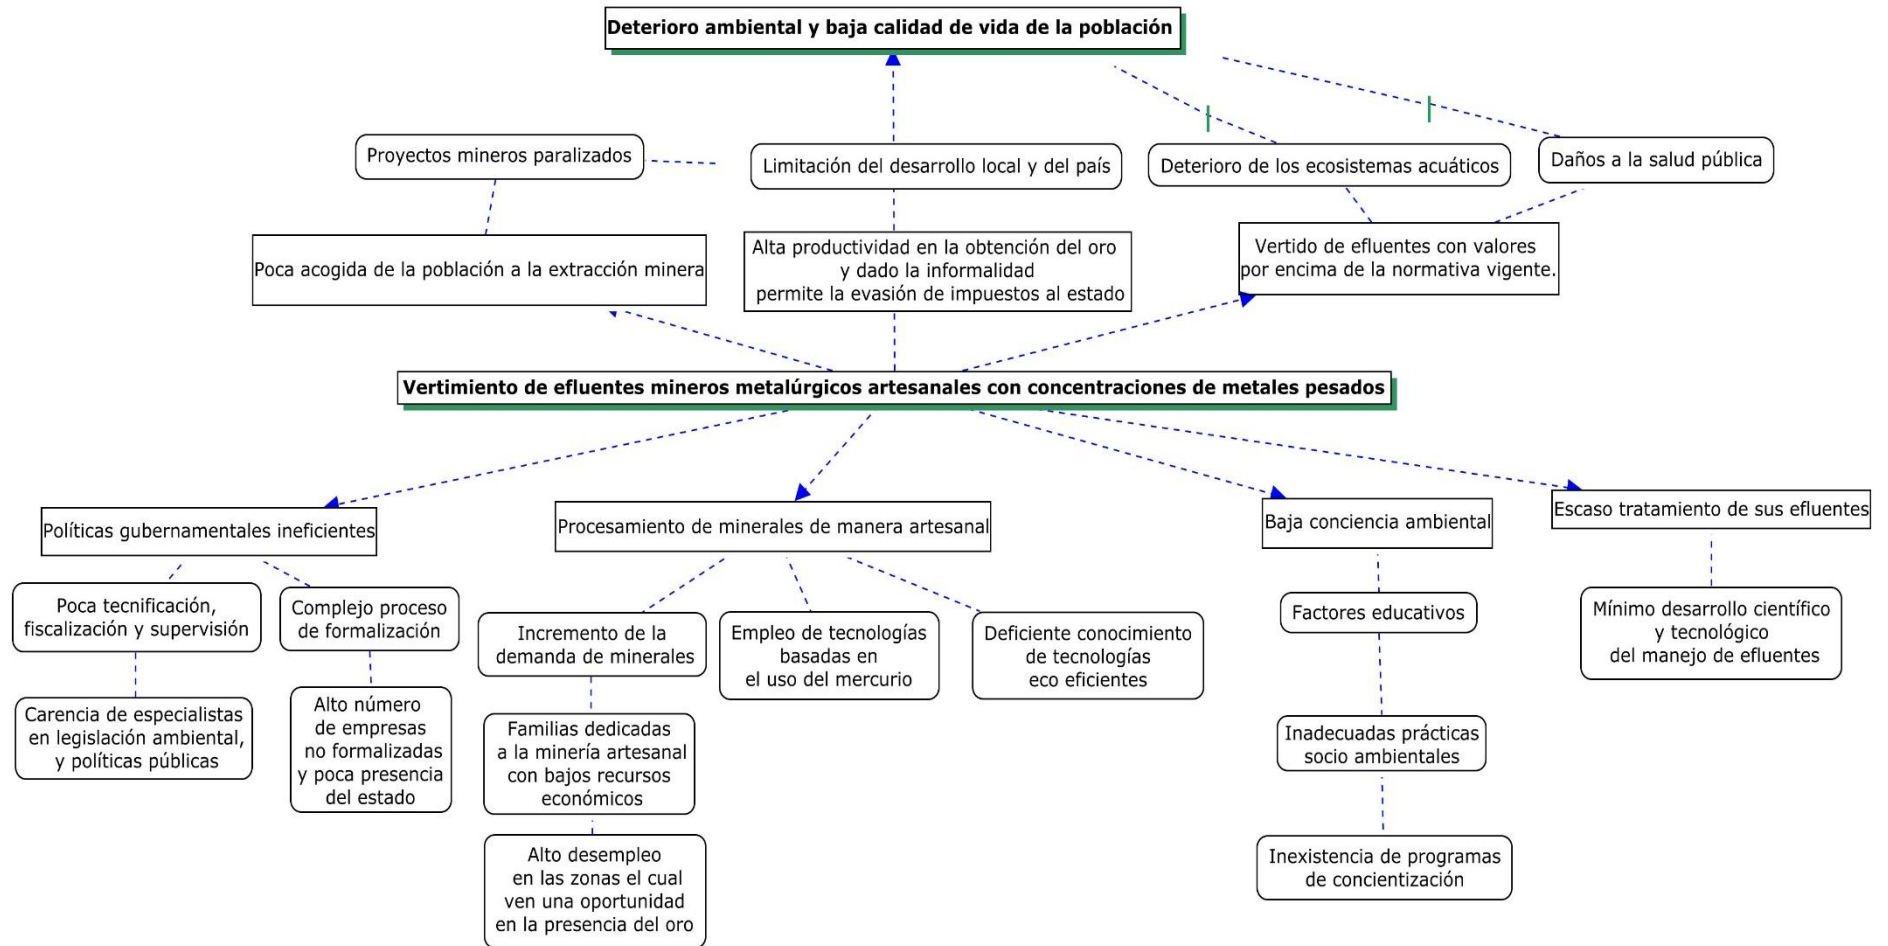 Deterioro ambiental y baja calidad de vida de la población
Proyectos mineros paralizados
Limitación del desarrollo local y del país
Deterioro de los ecosistemas acuáticos
Daños a la salud pública
Poca acogida de la población a la extracción minera
Alta productividad en la obtención del oro
y dado la informalidad
permite la evasión de impuestos al estado
Vertido de efluentes con valores
por encima de la normativa vigente.
Vertimiento de efluentes mineros metalúrgicos artesanales con concentraciones de metales pesados
Políticas gubernamentales ineficientes
Procesamiento de minerales de manera artesanal
Baja conciencia ambiental
Escaso tratamiento de sus efluentes
Poca tecnificación,
fiscalización y supervisión
Complejo proceso
de formalización
Incremento de la
demanda de minerales
Empleo de tecnologías
basadas en
el uso del mercurio
Deficiente conocimiento
de tecnologías
eco eficientes
Factores educativos
Mínimo desarrollo científico
y tecnológico
del manejo de efluentes
Carencia de especialistas
en legislación ambiental,
y políticas públicas
Alto número
de empresas
no formalizadas
y poca presencia
del estado
Familias dedicadas
a la minería artesanal
con bajos recursos
económicos
Inadecuadas prácticas
socio ambientales
Alto desempleo
en las zonas el cual
ven una oportunidad
en la presencia del oro
Inexistencia de programas
de concientización